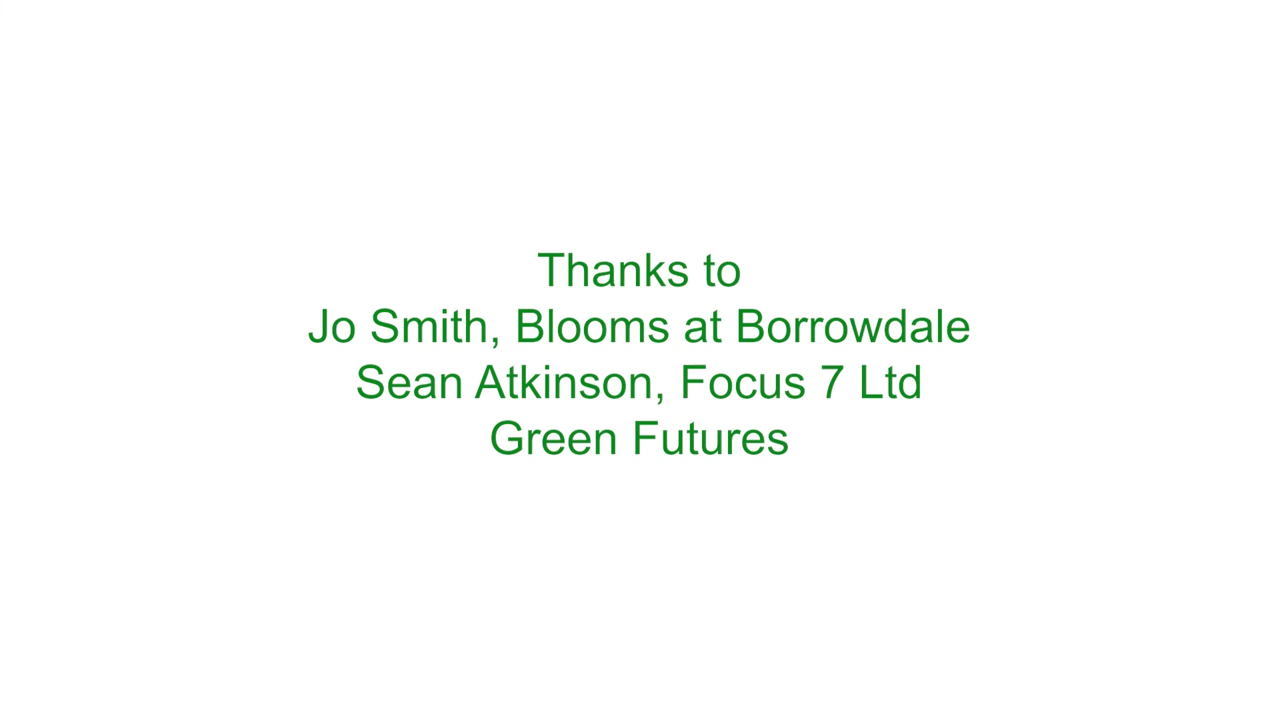 Thanks to
Jo Smith, Blooms at Borrowdale
Sean Atkinson, Focus 7 Ltd
Green Futures